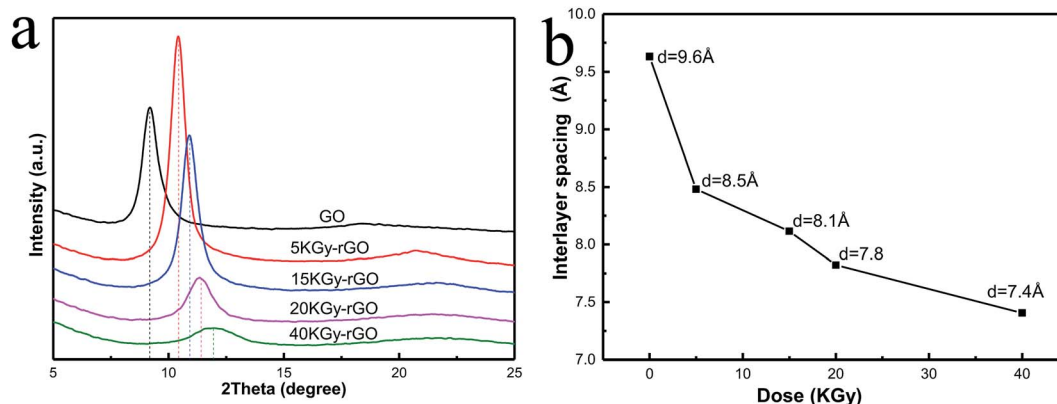 a
Intensity (a.u.)
GO
5KGy-rGO
15KGy-rGO
20KGy-rGO
40KGy-rGO
5 10 15 20 25
2Theta (degree)
b
Interlayer spacing (Å)
10.0
9.5
9.0
8.5
8.0
7.5
7.0
d=9.6Å
d=8.5Å
d=8.1Å
d=7.8
d=7.4Å
0 10 20 30 40
Dose (KGy)